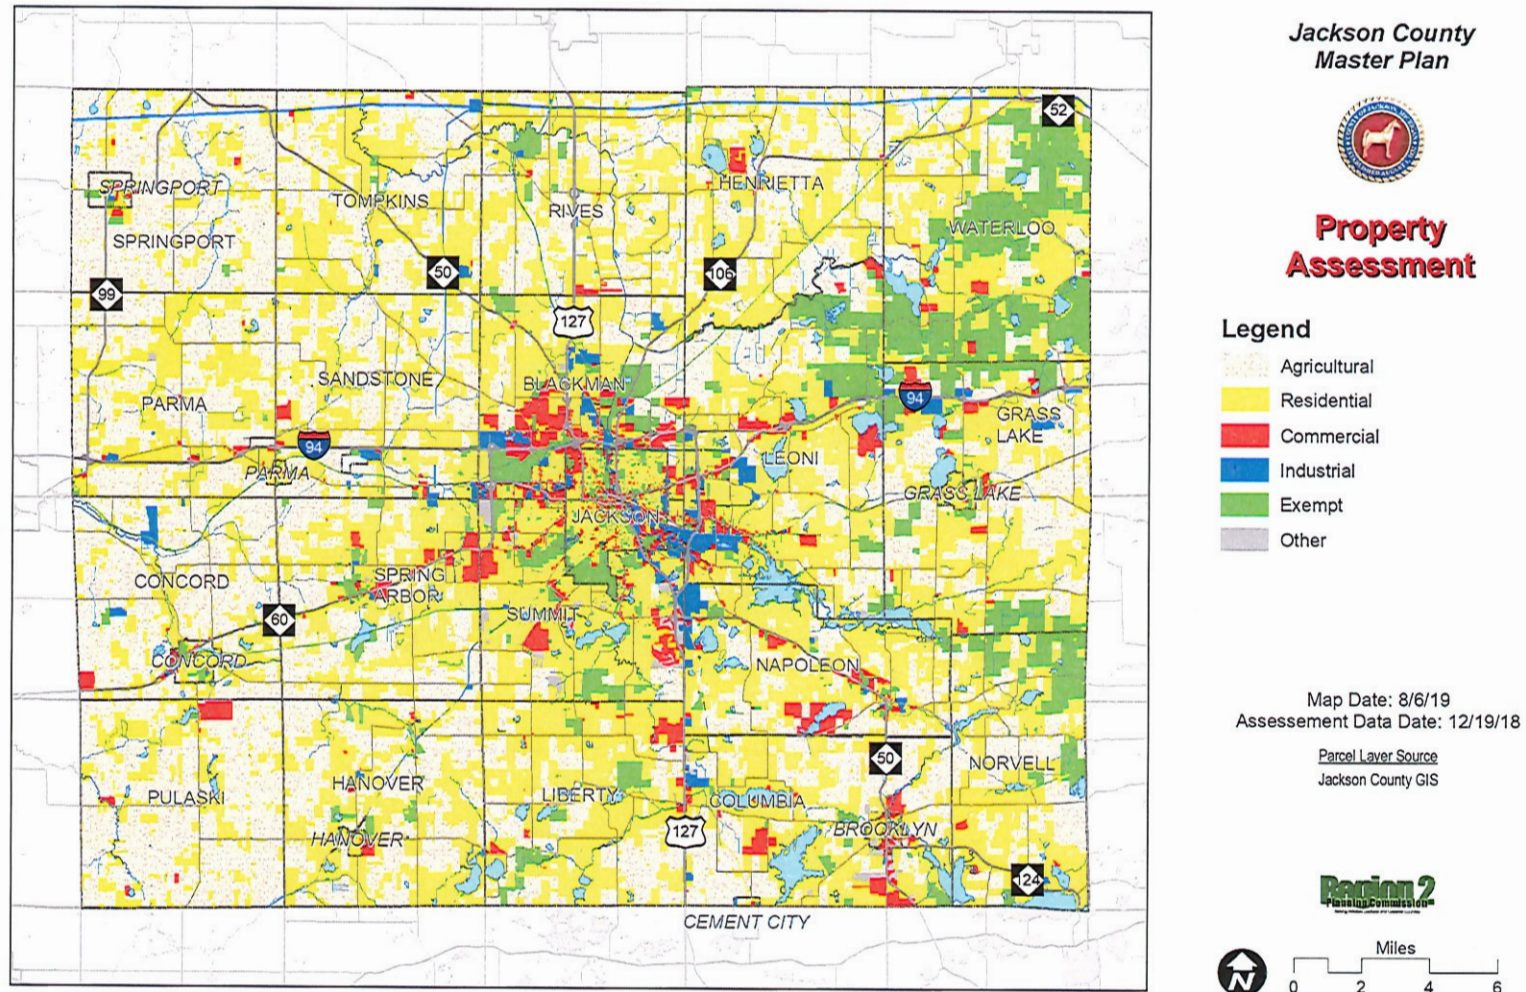 Jackson County
Master Plan
Property
Assessment
Legend
Agricultural
Residential
Commercial
Industrial
Exempt
Other
Map Date: 8/6/19
Assessement Data Date: 12/19/18
Parcel Layer Source
Jackson County GIS
Region 2
Planning Commission
Miles
N
0 2 4 6
52
SPRINGPORT
TOMPKINS
RIVES
HENRIETTA
WATERLOO
SPRINGPORT
50
106
99
127
SANDSTONE
BLACKMAN
PARMA
94
GRASS
LAKE
94
PARMA
LEONI
GRASS LAKE
JACKSON
CONCORD
SPRING
ARBOR
60
SUMMIT
CONCORD
NAPOLEON
50
NORVELL
HANOVER
PULASKI
LIBERTY
COLUMBIA
HANOVER
127
BROOKLYN
124
CEMENT CITY